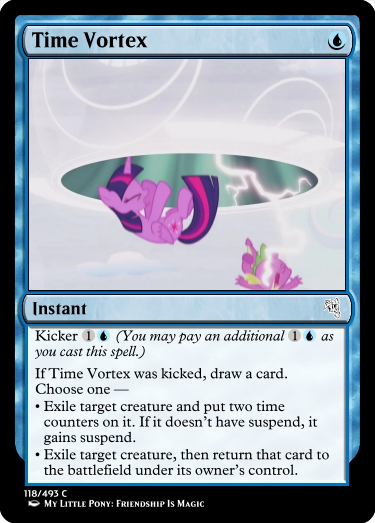 Time Vortex
Instant
Kicker 1 (You may pay an additional 1 as
you cast this spell.)
If Time Vortex was kicked, draw a card.
Choose one —
• Exile target creature and put two time
counters on it. If it doesn't have suspend, it
gains suspend.
• Exile target creature, then return that card to
the battlefield under its owner's control.
118/493 C
My Little Pony: Friendship Is Magic